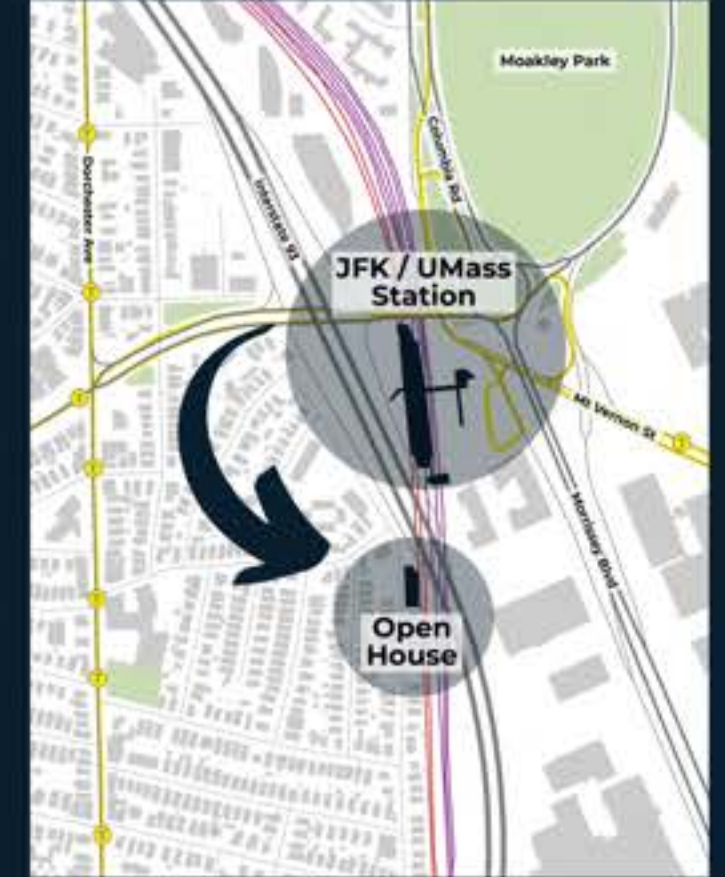 Moakley Park
Columbia Rd
Dorchester Ave
Interstate 93
JFK / UMass
Station
Mt Vernon St
Morrissey Blvd
Open
House